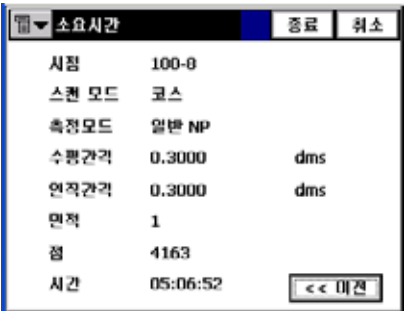 소요시간 종료 취소
시점 100-8
스캔 모드 코스
측정모드 일반 NP
수평간격 0.3000 dms
연직간격 0.3000 dms
면적 1
점 4163
시간 05:06:52
<< 이전